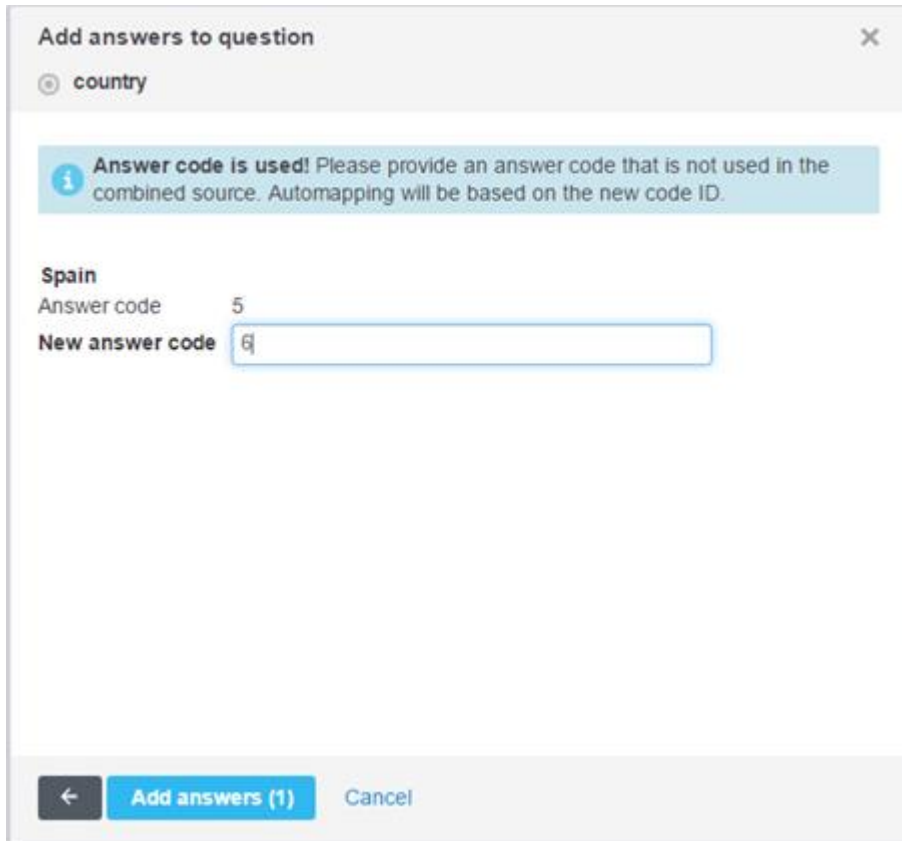 Add answers to question
country
Answer code is used! Please provide an answer code that is not used in the
combined source. Automapping will be based on the new code ID.
Spain
Answer code 5
New answer code 6
Add answers (1) Cancel